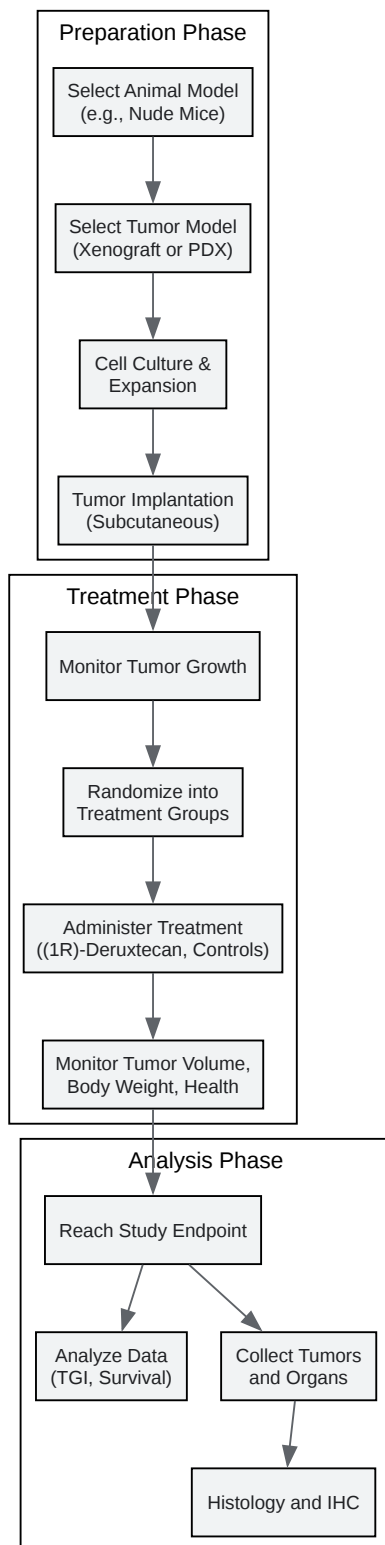 Preparation Phase
Select Animal Model
(e.g., Nude Mice)
Select Tumor Model
(Xenograft or PDX)
Cell Culture &
Expansion
Tumor Implantation
(Subcutaneous)
Treatment Phase
Monitor Tumor Growth
Randomize into
Treatment Groups
Administer Treatment
((1R)-Deruxtecan, Controls)
Monitor Tumor Volume,
Body Weight, Health
Analysis Phase
Reach Study Endpoint
Analyze Data
(TGI, Survival)
Collect Tumors
and Organs
Histology and IHC